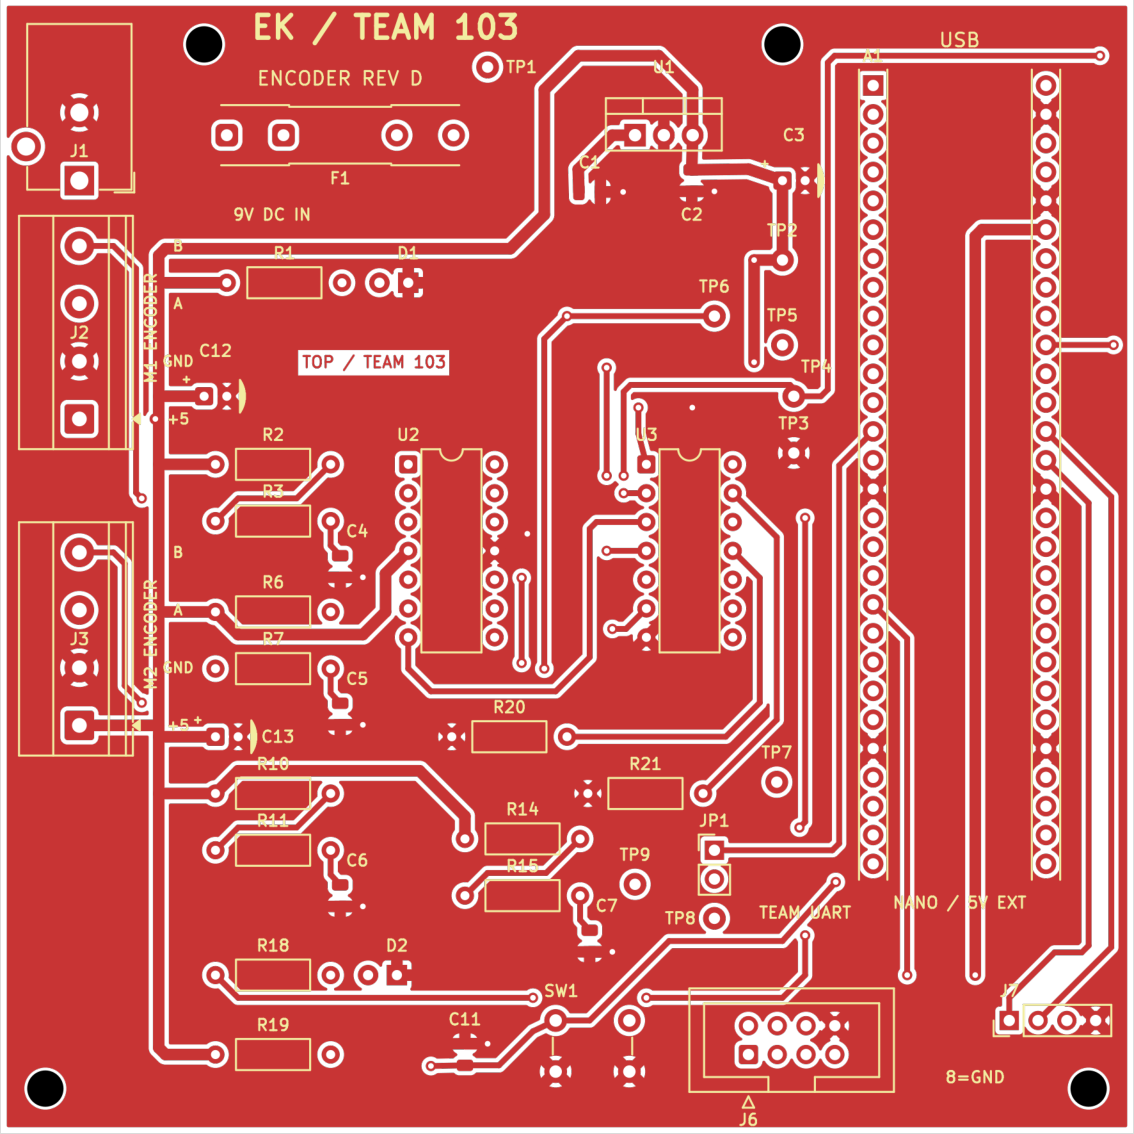 EK / TEAM 103
USB
A1
ENCODER REV D
TP1
U1
C3
+
J1
F1
C1
C2
9V DC IN
TP2
B
R1
D1
TP6
TP5
A
M1 ENCODER
J2
C12
GND
TOP / TEAM 103
TP4
+
+5
TP3
R2
U2
U3
R3
C4
B
R6
A
M2 ENCODER
J3
R7
GND
C5
+
+5
C13
R20
R10
R21
TP7
R11
R14
JP1
C6
R15
TP9
C7
TP8
TEAM UART
NANO / 5V EXT
R18
D2
SW1
J7
R19
C11
8=GND
J6